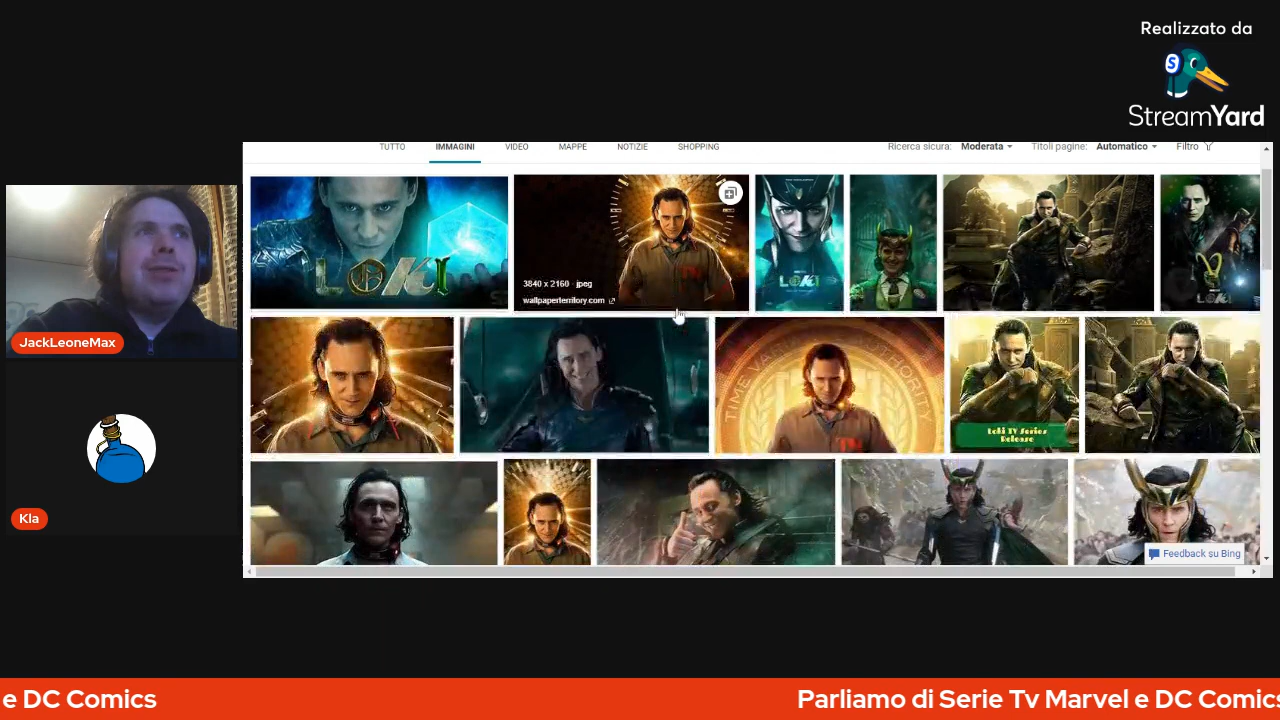 Realizzato da
S
StreamYard
TUTTO IMMAGINI VIDEO MAPPE NOTIZIE SHOPPING Ricerca sicura: Moderata Titoli pagine: Automatico Filtro
LOKI
3840 x 2160 · jpeg
wallpaperterritory.com
LOKI
LOKI
TIME VARIANCE AUTHORITY
Loki TV Series
Release
JackLeoneMax
Kla
Feedback su Bing
e DC Comics Parliamo di Serie Tv Marvel e DC Comics